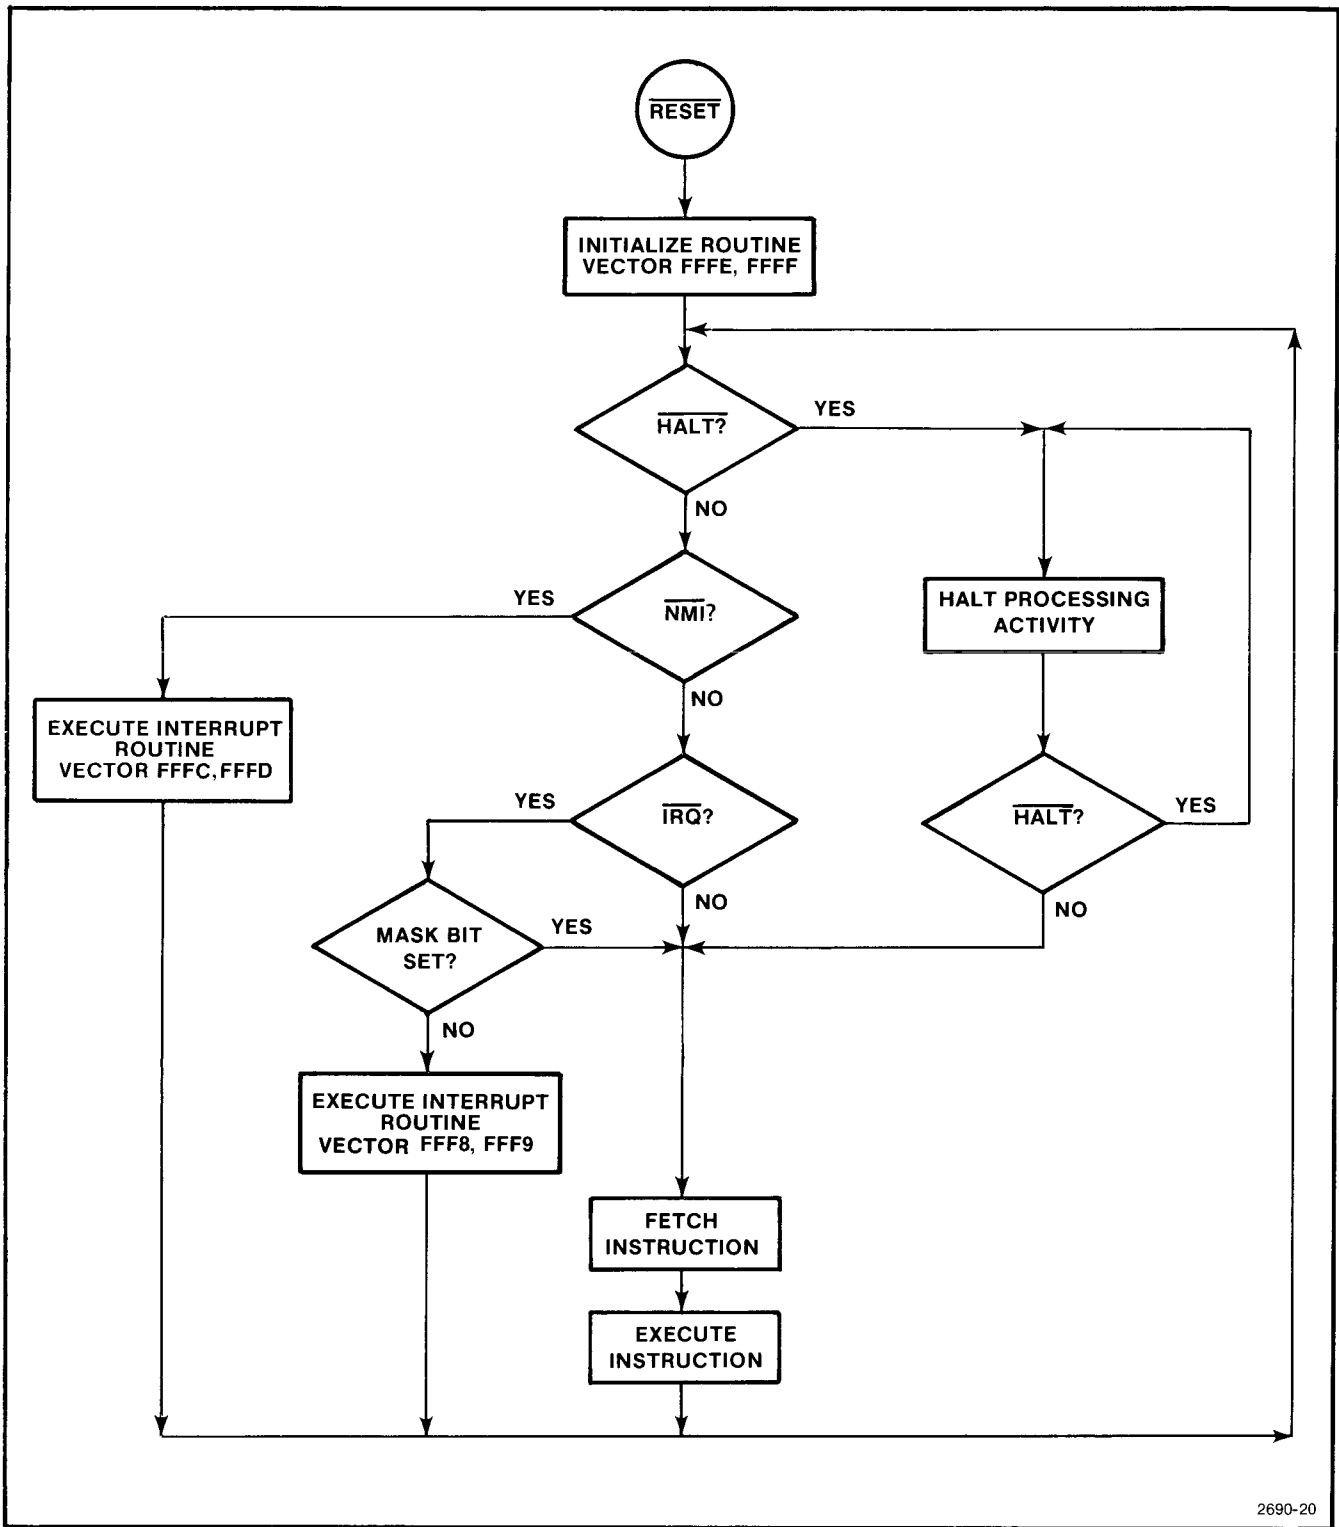 RESET
INITIALIZE ROUTINE
VECTOR FFFE, FFFF
HALT?
YES
NO
NMI?
YES
NO
HALT PROCESSING
ACTIVITY
EXECUTE INTERRUPT
ROUTINE
VECTOR FFFC, FFFD
IRQ?
YES
NO
HALT?
YES
NO
MASK BIT
SET?
YES
NO
EXECUTE INTERRUPT
ROUTINE
VECTOR FFF8, FFF9
FETCH
INSTRUCTION
EXECUTE
INSTRUCTION
2690-20